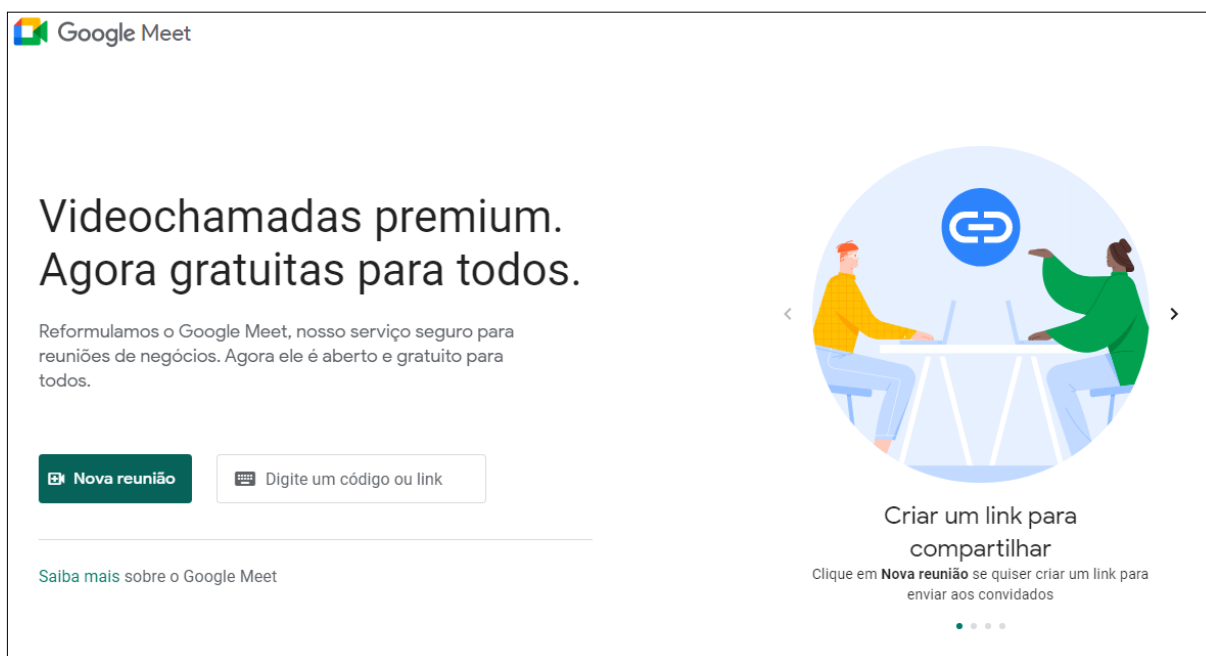 Google Meet
Videochamadas premium.
Agora gratuitas para todos.
Reformulamos o Google Meet, nosso serviço seguro para
reuniões de negócios. Agora ele é aberto e gratuito para
todos.
Nova reunião
Digite um código ou link
Saiba mais sobre o Google Meet
Criar um link para
compartilhar
Clique em Nova reunião se quiser criar um link para
enviar aos convidados